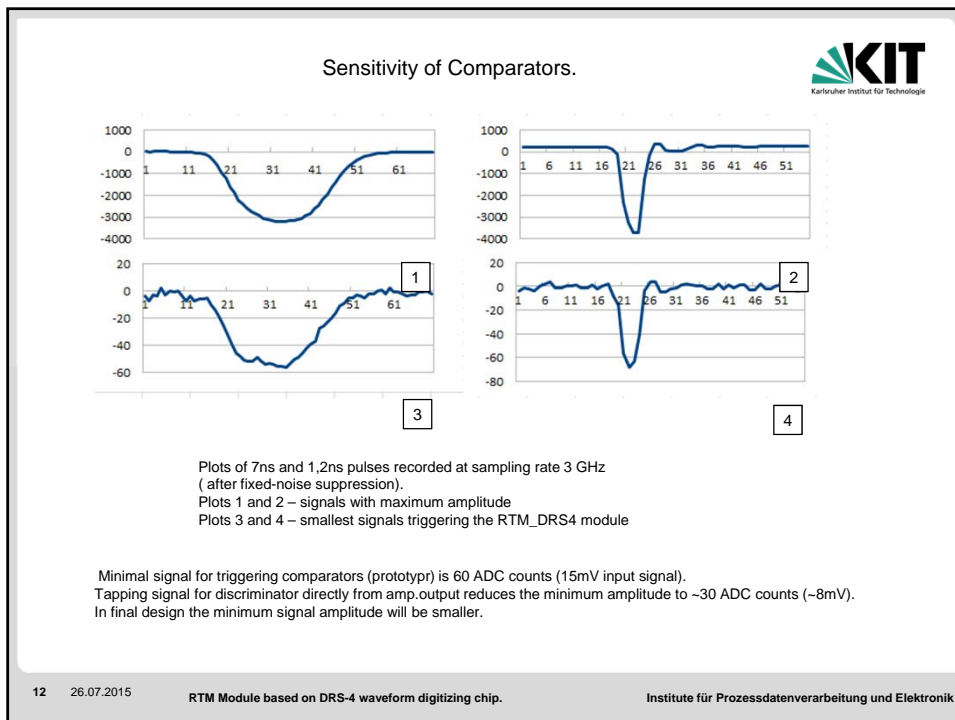 Sensitivity of Comparators.
KIT
Karlsruher Institut für Technologie
1000
0
-1000
-2000
-3000
-4000
1 11 21 31 41 51 61
1
1000
0
-1000
-2000
-3000
-4000
1 6 11 16 21 26 31 36 41 46 51
2
20
0
-20
-40
-60
1 11 21 31 41 51 61
3
20
0
-20
-40
-60
-80
1 6 11 16 21 26 31 36 41 46 51
4
Plots of 7ns and 1,2ns pulses recorded at sampling rate 3 GHz
( after fixed-noise suppression).
Plots 1 and 2 – signals with maximum amplitude
Plots 3 and 4 – smallest signals triggering the RTM_DRS4 module
Minimal signal for triggering comparators (prototypr) is 60 ADC counts (15mV input signal).
Tapping signal for discriminator directly from amp.output reduces the minimum amplitude to ~30 ADC counts (~8mV).
In final design the minimum signal amplitude will be smaller.
12 26.07.2015 RTM Module based on DRS-4 waveform digitizing chip. Institute für Prozessdatenverarbeitung und Elektronik